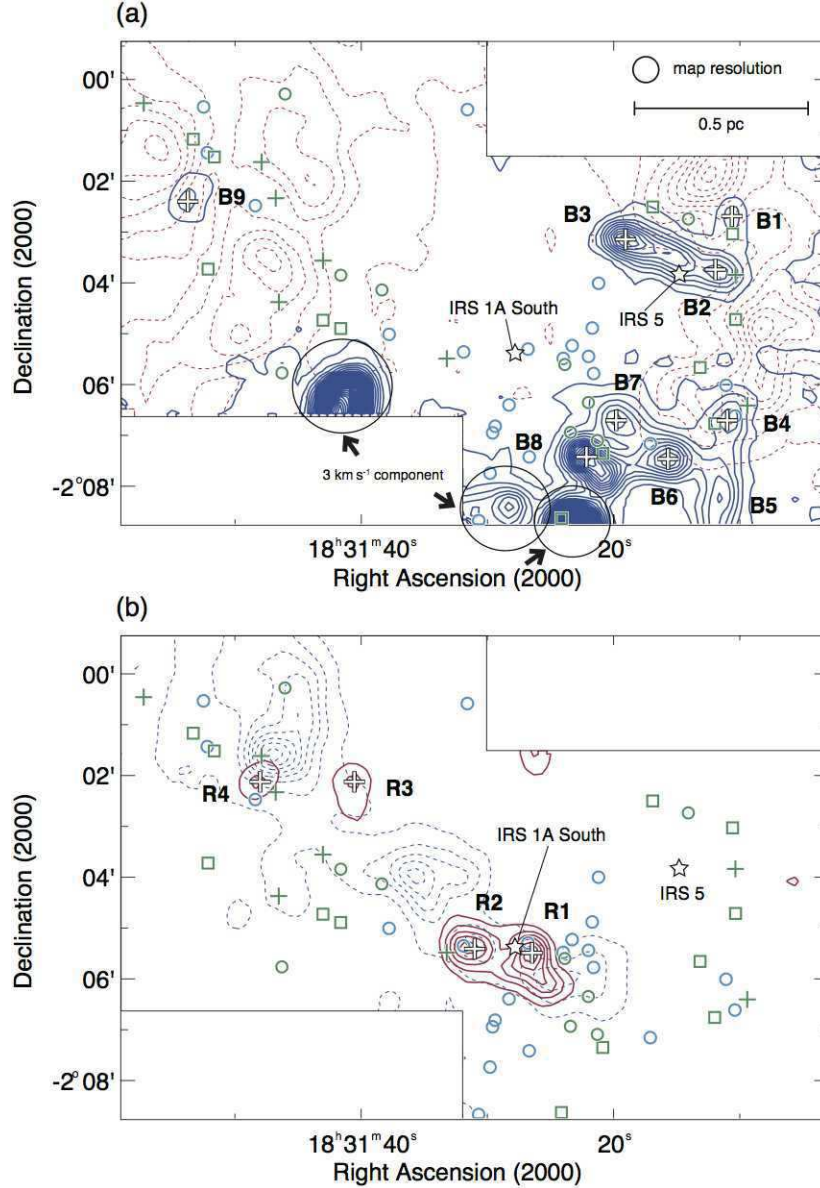 (a)
00'
02'
04'
06'
-2°08'
Declination (2000)
map resolution
0.5 pc
B9
B3
B1
IRS 1A South
IRS 5
B2
B7
B4
B8
3 km s⁻¹ component
B6
B5
18ʰ31ᵐ40ˢ
20ˢ
Right Ascension (2000)
(b)
00'
02'
04'
06'
-2°08'
Declination (2000)
R4
R3
IRS 1A South
IRS 5
R2
R1
18ʰ31ᵐ40ˢ
20ˢ
Right Ascension (2000)